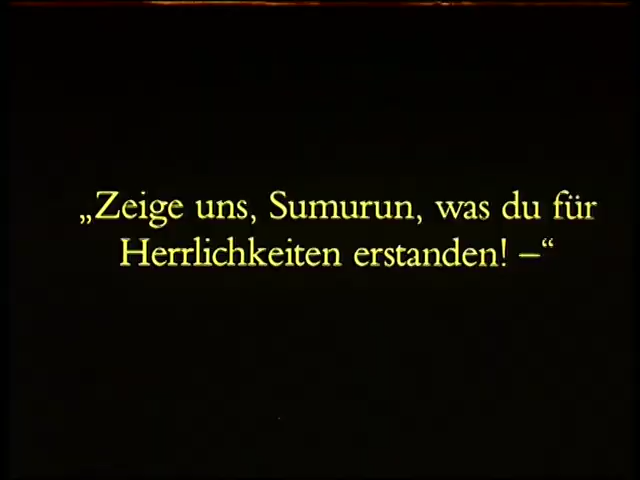 „Zeige uns, Sumurun, was du für
Herrlichkeiten erstanden! –“